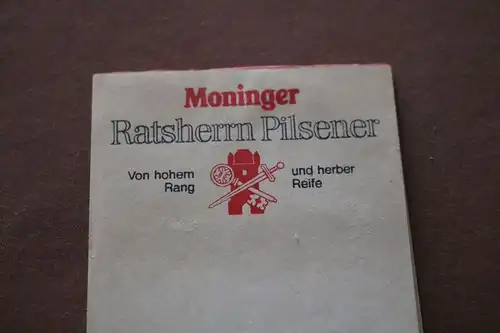 Moninger
Ratsherrn Pilsener
Von hohem Rang
und herber Reife